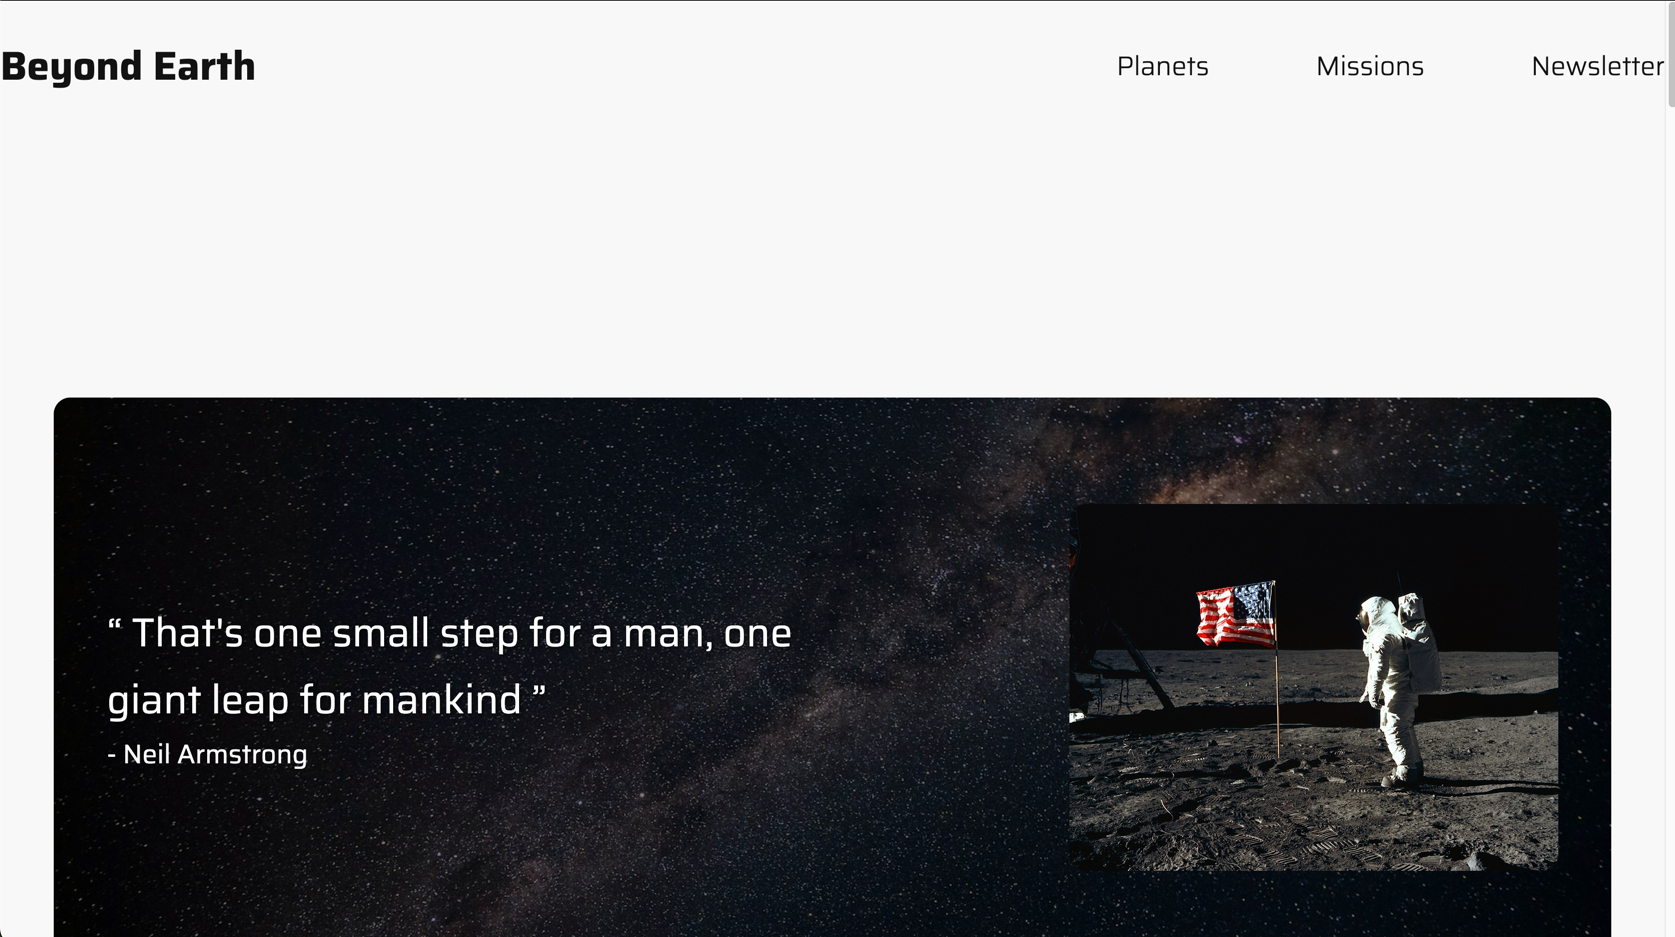 Beyond Earth
Planets
Missions
Newsletter
“ That's one small step for a man, one
giant leap for mankind ”
- Neil Armstrong